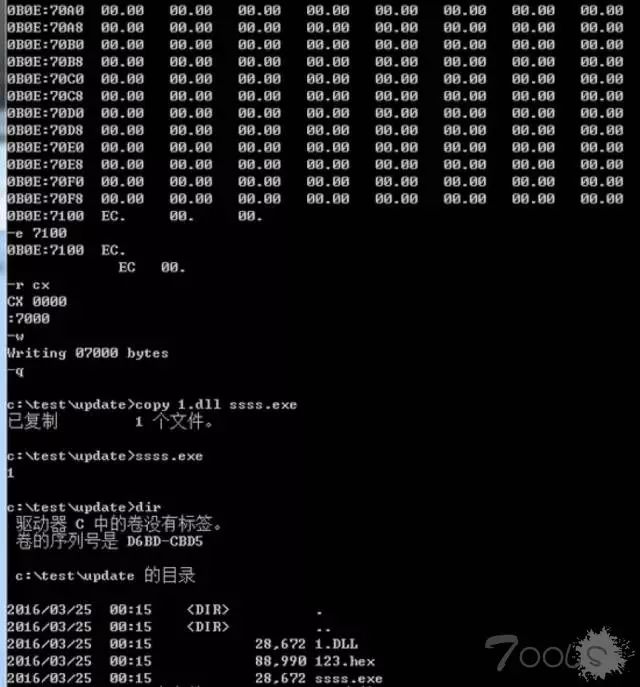 0B0E:70A0 00.00 00.00 00.00 00.00 00.00 00.00 00.00 00.00
0B0E:70A8 00.00 00.00 00.00 00.00 00.00 00.00 00.00 00.00
0B0E:70B0 00.00 00.00 00.00 00.00 00.00 00.00 00.00 00.00
0B0E:70B8 00.00 00.00 00.00 00.00 00.00 00.00 00.00 00.00
0B0E:70C0 00.00 00.00 00.00 00.00 00.00 00.00 00.00 00.00
0B0E:70C8 00.00 00.00 00.00 00.00 00.00 00.00 00.00 00.00
0B0E:70D0 00.00 00.00 00.00 00.00 00.00 00.00 00.00 00.00
0B0E:70D8 00.00 00.00 00.00 00.00 00.00 00.00 00.00 00.00
0B0E:70E0 00.00 00.00 00.00 00.00 00.00 00.00 00.00 00.00
0B0E:70E8 00.00 00.00 00.00 00.00 00.00 00.00 00.00 00.00
0B0E:70F0 00.00 00.00 00.00 00.00 00.00 00.00 00.00 00.00
0B0E:70F8 00.00 00.00 00.00 00.00 00.00 00.00 00.00 00.00
0B0E:7100 EC. 00. 00.
-e 7100
0B0E:7100 EC.
EC 00.
-r cx
CX 0000
:7000
-w
Writing 07000 bytes
-q
c:\test\update>copy 1.dll ssss.exe
已复制 1 个文件。
c:\test\update>ssss.exe
1
c:\test\update>dir
驱动器 C 中的卷没有标签。
卷的序列号是 D6BD-CBD5
c:\test\update 的目录
2016/03/25 00:15 <DIR> .
2016/03/25 00:15 <DIR> ..
2016/03/25 00:15 28,672 1.DLL
2016/03/25 00:15 88,990 123.hex
2016/03/25 00:15 28,672 ssss.exe
7ools